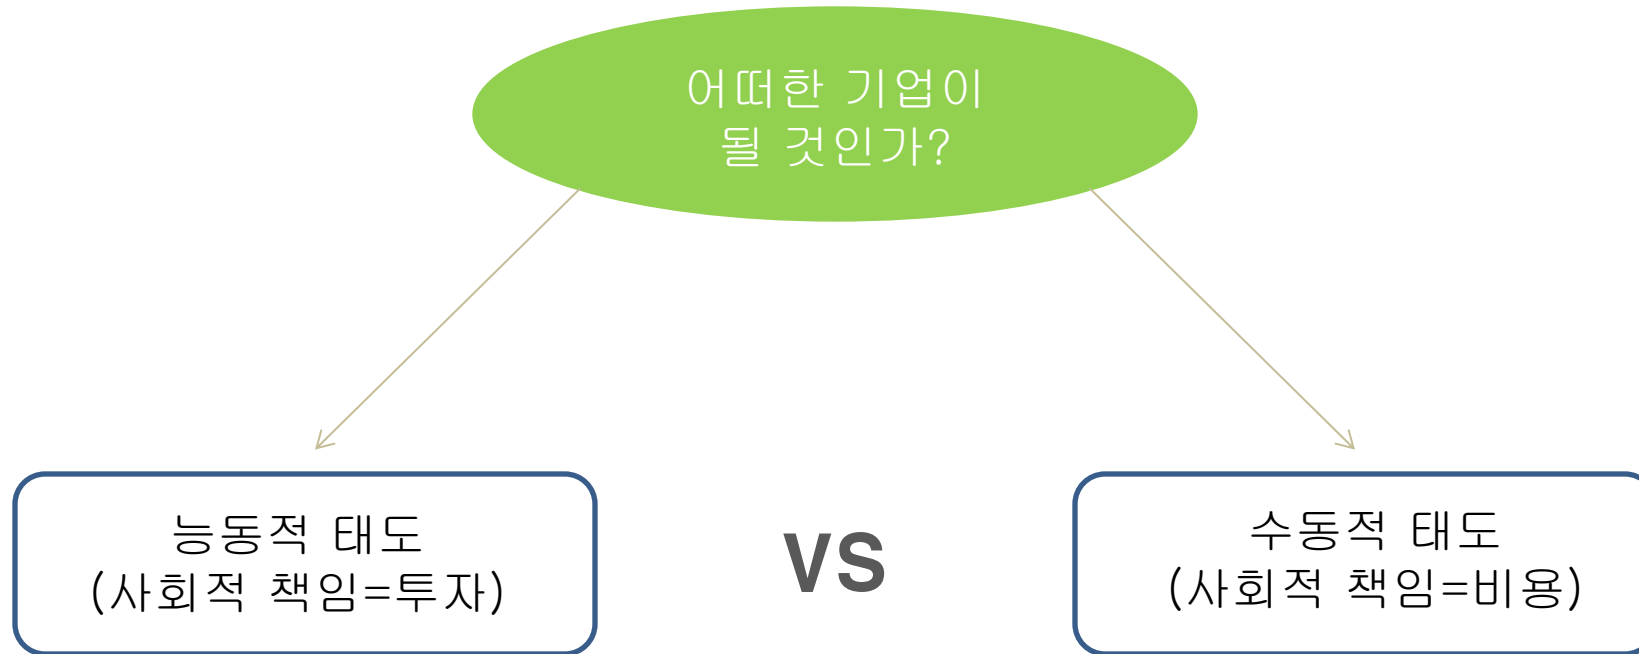 어떠한 기업이
될 것인가?
능동적 태도
(사회적 책임=투자)
VS
수동적 태도
(사회적 책임=비용)